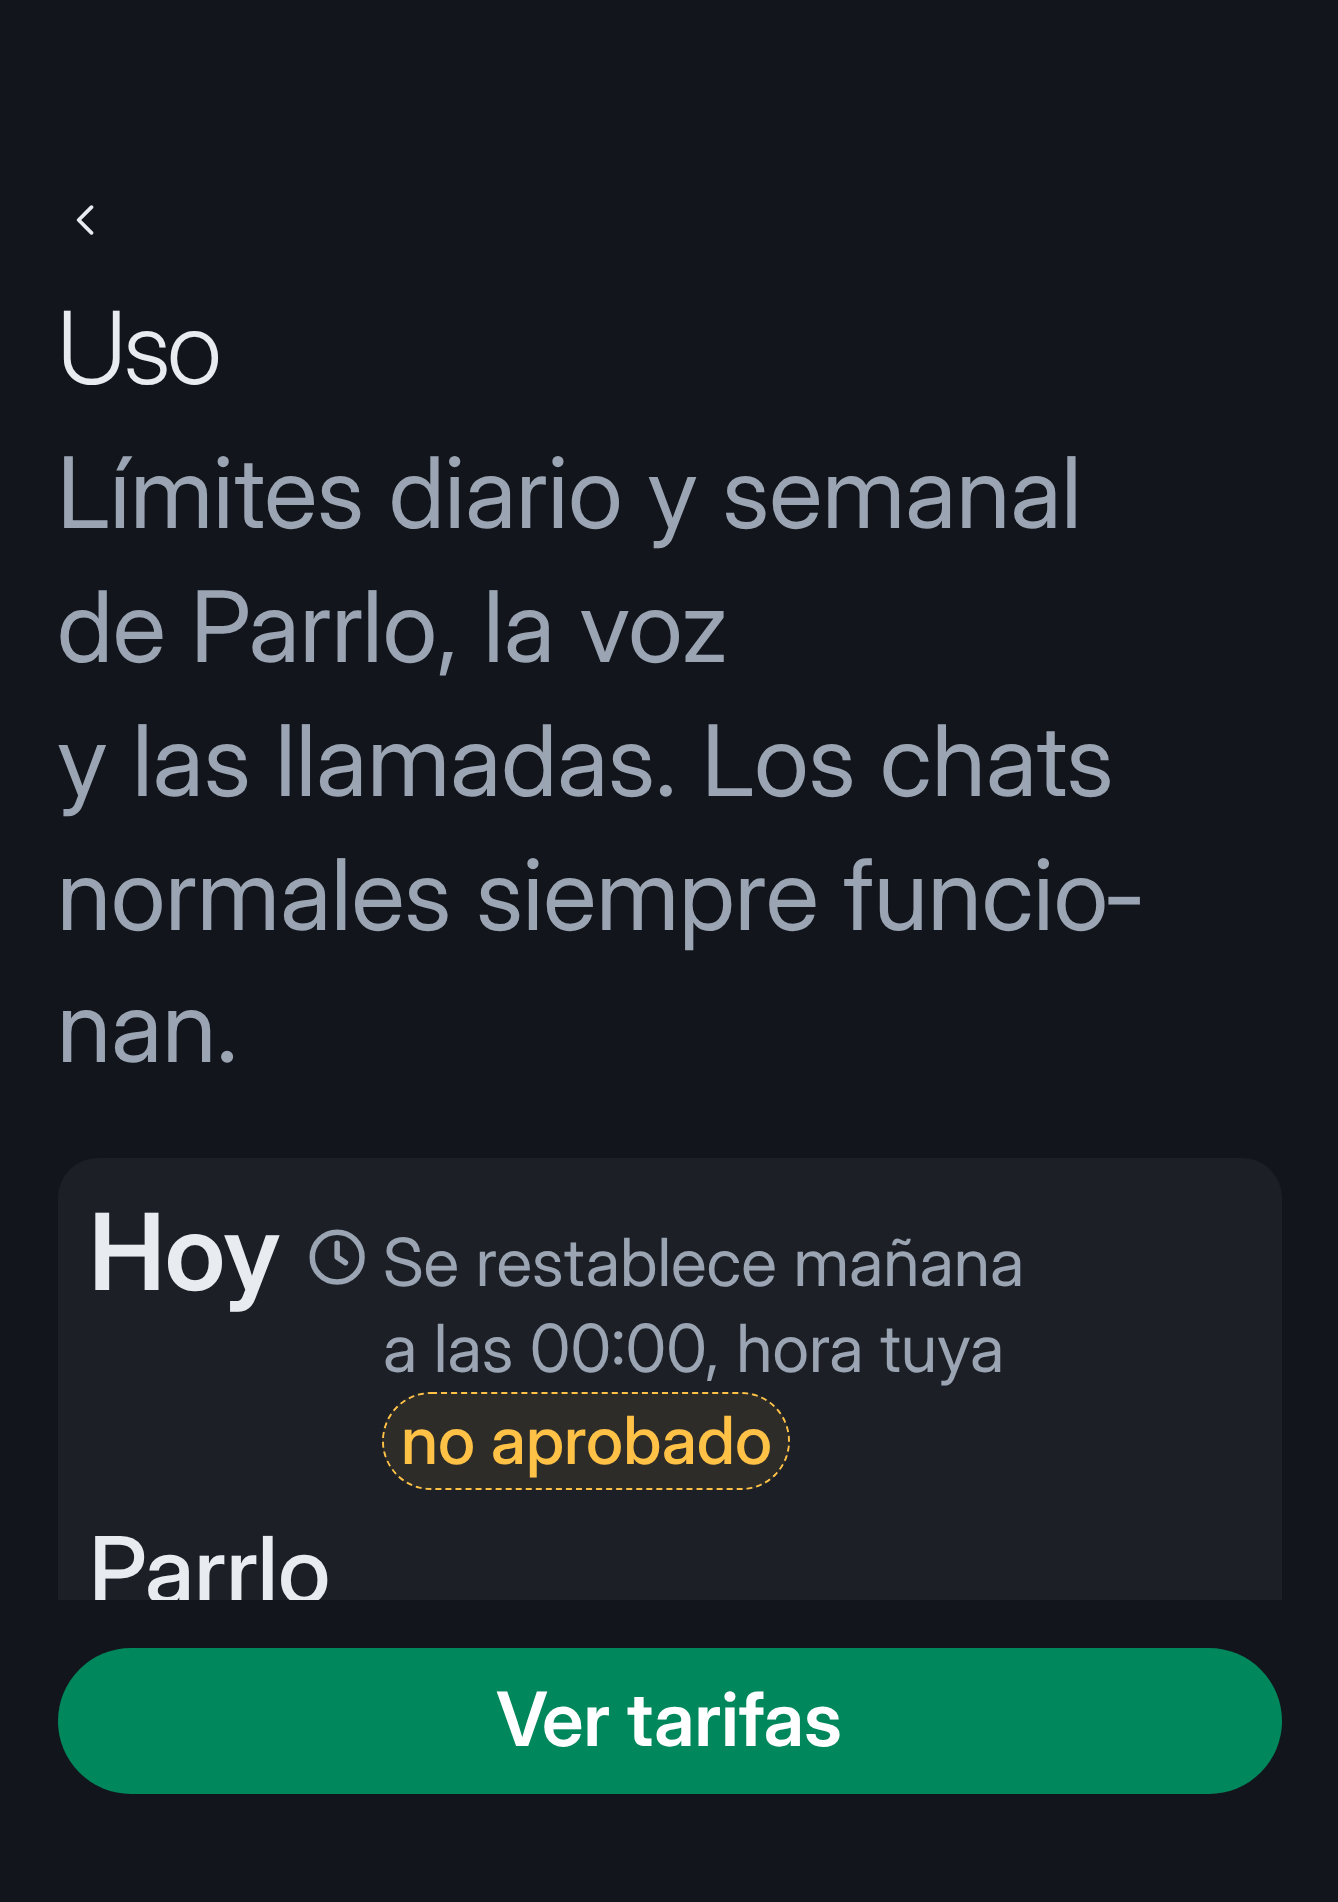 Uso
Límites diario y semanal
de Parrlo, la voz
y las llamadas. Los chats
normales siempre funcio-
nan.
Hoy
Se restablece mañana
a las 00:00, hora tuya
no aprobado
Parrlo
Ver tarifas